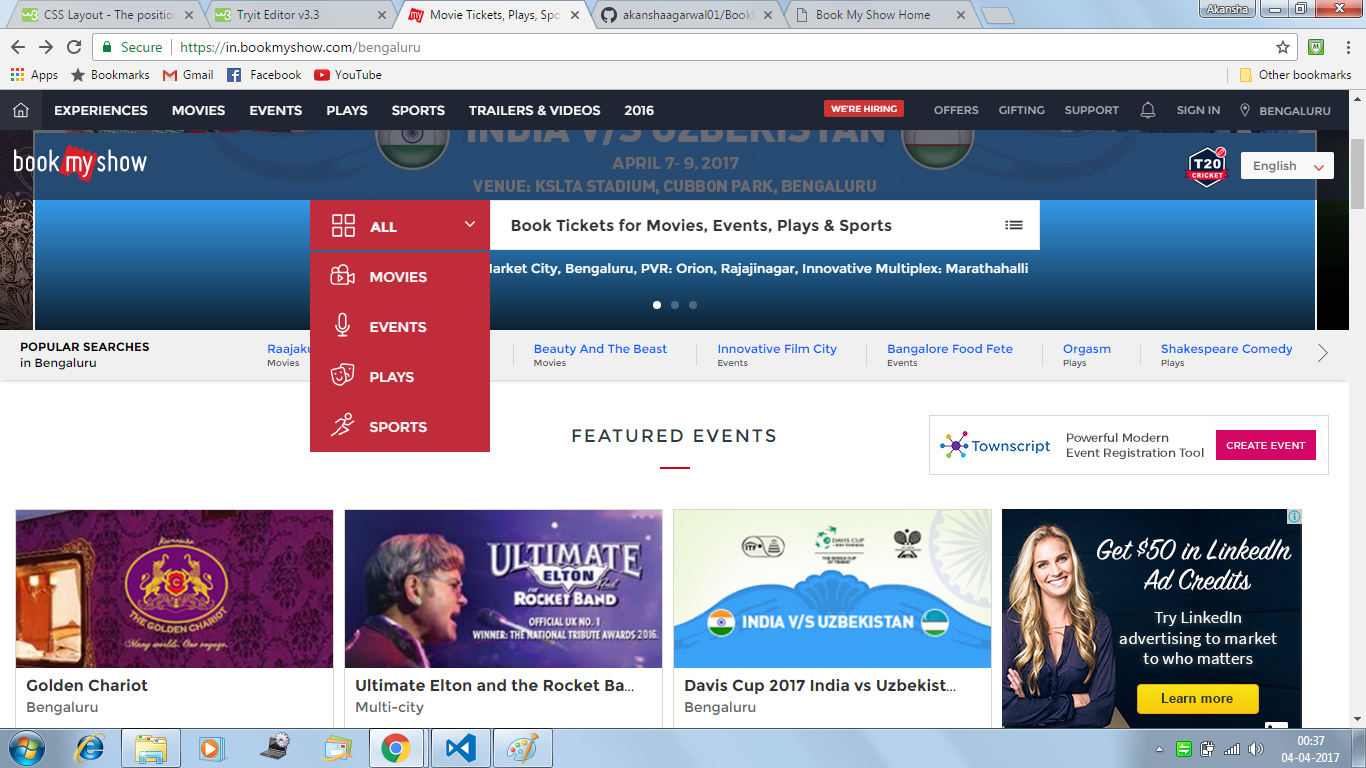 CSS Layout - The positio
Tryit Editor v3.3
Movie Tickets, Plays, Spo
akanshaagarwal01/Book
Book My Show Home
Akansha
Secure
https://in.bookmyshow.com/bengaluru
Apps
Bookmarks
Gmail
Facebook
YouTube
Other bookmarks
EXPERIENCES
MOVIES
EVENTS
PLAYS
SPORTS
TRAILERS & VIDEOS
2016
WE'RE HIRING
OFFERS
GIFTING
SUPPORT
SIGN IN
BENGALURU
INDIA V/S UZBEKISTAN
APRIL 7- 9, 2017
VENUE: KSLTA STADIUM, CUBBON PARK, BENGALURU
book my show
T20
CRICKET
English
ALL
Book Tickets for Movies, Events, Plays & Sports
MOVIES
EVENTS
PLAYS
SPORTS
Market City, Bengaluru, PVR: Orion, Rajajinagar, Innovative Multiplex: Marathahalli
POPULAR SEARCHES
in Bengaluru
Raajaku
Movies
Beauty And The Beast
Movies
Innovative Film City
Events
Bangalore Food Fete
Events
Orgasm
Plays
Shakespeare Comedy
Plays
FEATURED EVENTS
Townscript
Powerful Modern
Event Registration Tool
CREATE EVENT
THE GOLDEN CHARIOT
Many worlds. One voyage.
Golden Chariot
Bengaluru
ULTIMATE
ELTON
ROCKET BAND
OFFICIAL UK NO. 1
WINNER: THE NATIONAL TRIBUTE AWARDS 2016.
Ultimate Elton and the Rocket Ba...
Multi-city
ITF
DAVIS CUP
INDIA V/S UZBEKISTAN
Davis Cup 2017 India vs Uzbekist...
Bengaluru
Get $50 in LinkedIn
Ad Credits
Try LinkedIn
advertising to market
to who matters
Learn more
00:37
04-04-2017